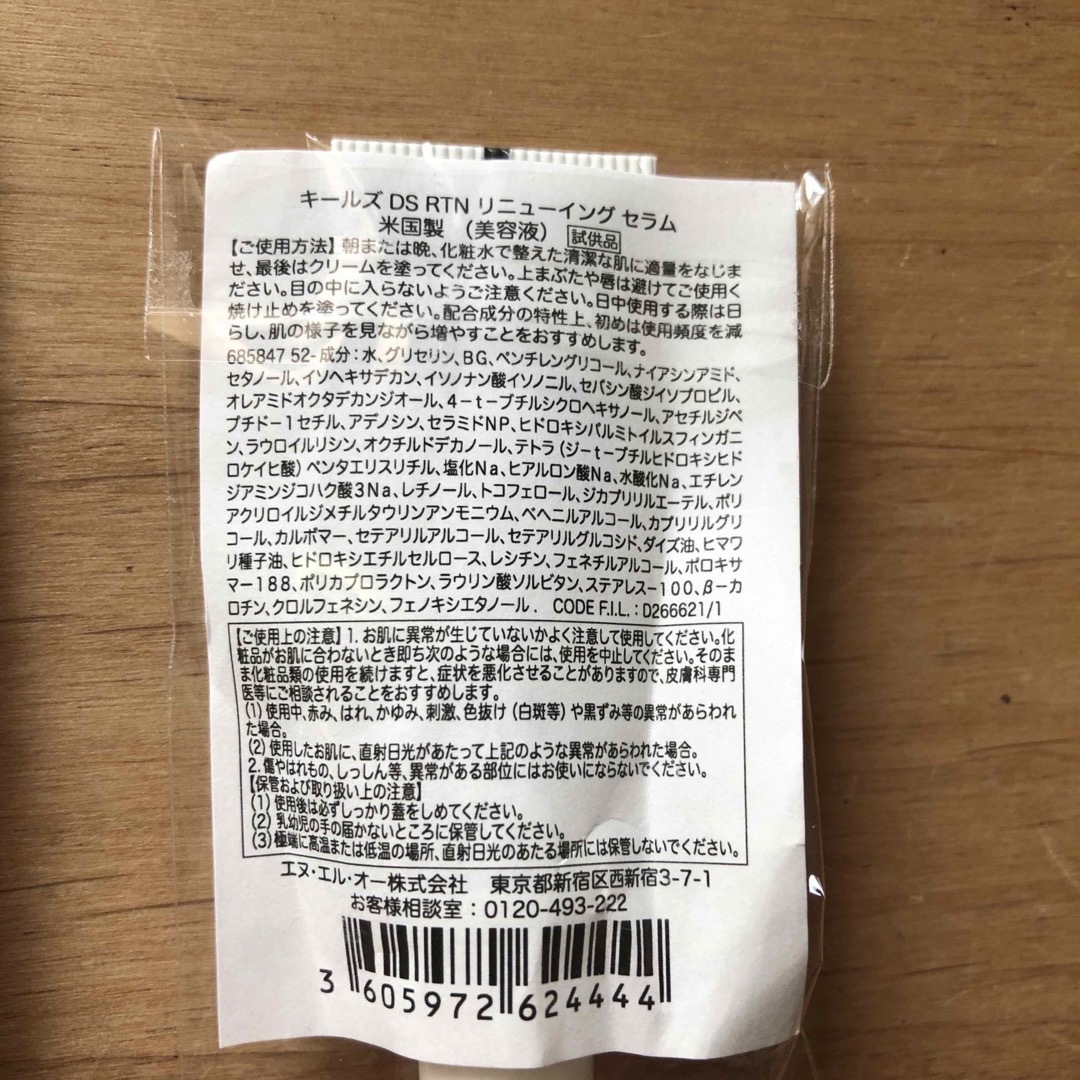 キールズ DS RTN リニューイング セラム
米国製 （美容液） 試供品
【ご使用方法】朝または晩、化粧水で整えた清潔な肌に適量をなじま
せ、最後はクリームを塗ってください。上まぶたや唇は避けてご使用く
ださい。目の中に入らないようご注意ください。日中使用する際は日
焼け止めを塗ってください。配合成分の特性上、初めは使用頻度を減
らし、肌の様子を見ながら増やすことをおすすめします。
685847 52-成分：水、グリセリン、BG、ペンチレングリコール、ナイアシンアミド、
セタノール、イソヘキサデカン、イソノナン酸イソノニル、セバシン酸ジイソプロピル、
オレアミドオクタデカンジオール、4－t－ブチルシクロヘキサノール、アセチルジペ
プチド－1セチル、アデノシン、セラミドNP、ヒドロキシパルミトイルスフィンガニ
ン、ラウロイルリシン、オクチルドデカノール、テトラ（ジ－t－ブチルヒドロキシヒド
ロケイヒ酸）ペンタエリスリチル、塩化Na、ヒアルロン酸Na、水酸化Na、エチレン
ジアミンジコハク酸3Na、レチノール、トコフェロール、ジカプリリルエーテル、ポリ
アクリロイルジメチルタウリンアンモニウム、ベヘニルアルコール、カプリリルグリ
コール、カルボマー、セテアリルアルコール、セテアリルグルコシド、ダイズ油、ヒマワ
リ種子油、ヒドロキシエチルセルロース、レシチン、フェネチルアルコール、ポロキサ
マー188、ポリカプロラクトン、ラウリン酸ソルビタン、ステアレス－100、β－カ
ロチン、クロルフェネシン、フェノキシエタノール． CODE F.I.L.：D266621/1
【ご使用上の注意】1．お肌に異常が生じていないかよく注意して使用してください。化
粧品がお肌に合わないとき即ち次のような場合には、使用を中止してください。そのま
ま化粧品類の使用を続けますと、症状を悪化させることがありますので、皮膚科専門
医等にご相談されることをおすすめします。
(1) 使用中、赤み、はれ、かゆみ、刺激、色抜け（白斑等）や黒ずみ等の異常があらわれ
た場合。
(2) 使用したお肌に、直射日光があたって上記のような異常があらわれた場合。
2．傷やはれもの、しっしん等、異常がある部位にはお使いにならないでください。
【保管および取り扱い上の注意】
(1) 使用後は必ずしっかり蓋をしめてください。
(2) 乳幼児の手の届かないところに保管してください。
(3) 極端に高温または低温の場所、直射日光のあたる場所には保管しないでください。
エヌ・エル・オー株式会社 東京都新宿区西新宿3-7-1
お客様相談室：0120-493-222
3 605972 624444